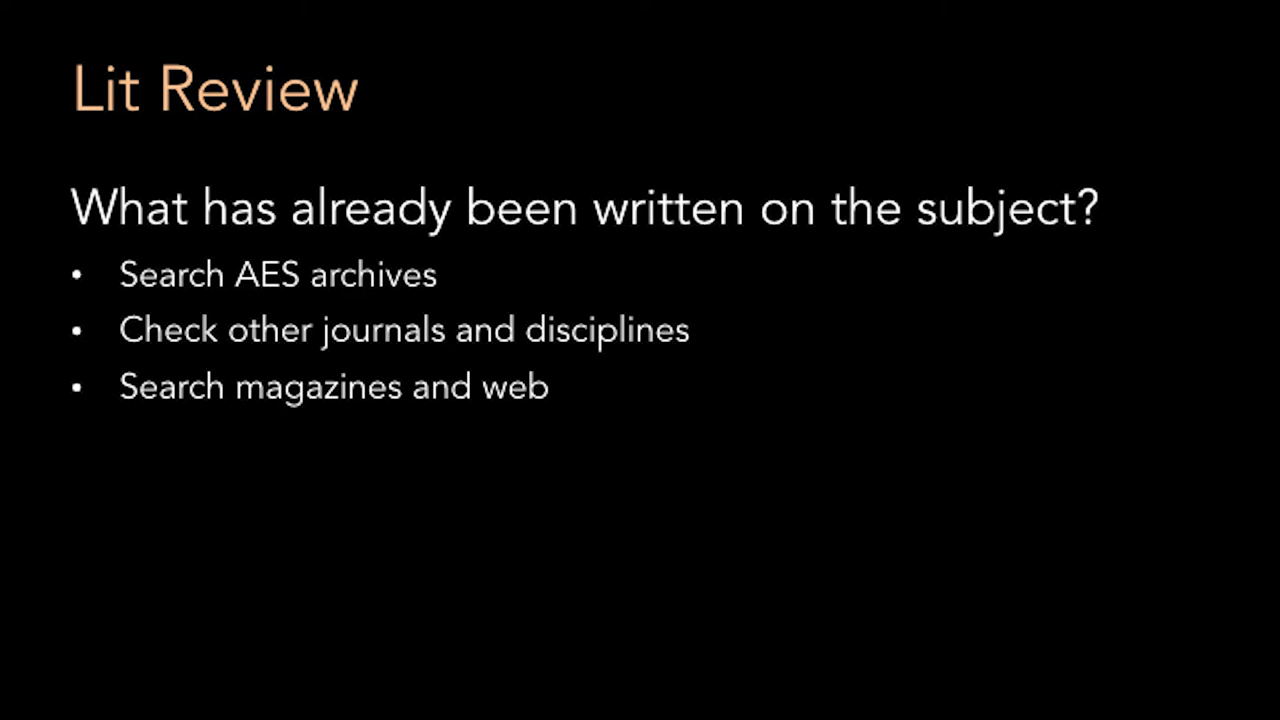 Lit Review
What has already been written on the subject?
• Search AES archives
• Check other journals and disciplines
• Search magazines and web